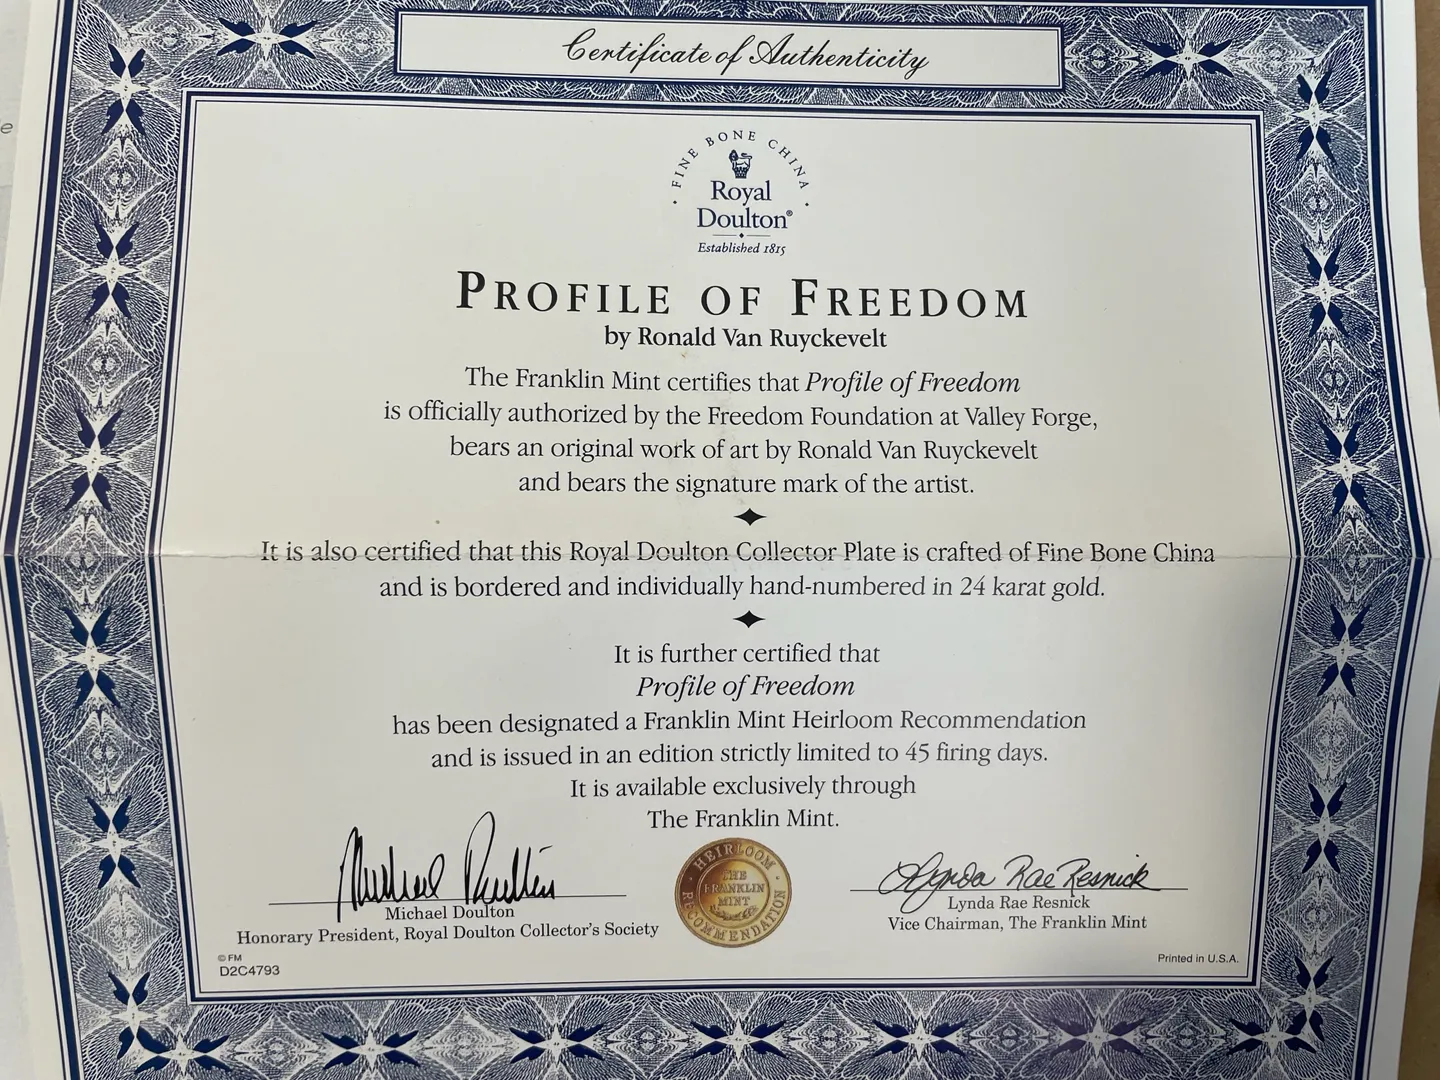 Certificate of Authenticity
FINE BONE CHINA
Royal
Doulton®
Established 1815
PROFILE OF FREEDOM
by Ronald Van Ruyckevelt
The Franklin Mint certifies that Profile of Freedom
is officially authorized by the Freedom Foundation at Valley Forge,
bears an original work of art by Ronald Van Ruyckevelt
and bears the signature mark of the artist.
It is also certified that this Royal Doulton Collector Plate is crafted of Fine Bone China
and is bordered and individually hand-numbered in 24 karat gold.
It is further certified that
Profile of Freedom
has been designated a Franklin Mint Heirloom Recommendation
and is issued in an edition strictly limited to 45 firing days.
It is available exclusively through
The Franklin Mint.
Michael Doulton
Michael Doulton
Honorary President, Royal Doulton Collector's Society
HEIRLOOM
THE
FRANKLIN
MINT
RECOMMENDATION
Lynda Rae Resnick
Lynda Rae Resnick
Vice Chairman, The Franklin Mint
© FM
D2C4793
Printed in U.S.A.